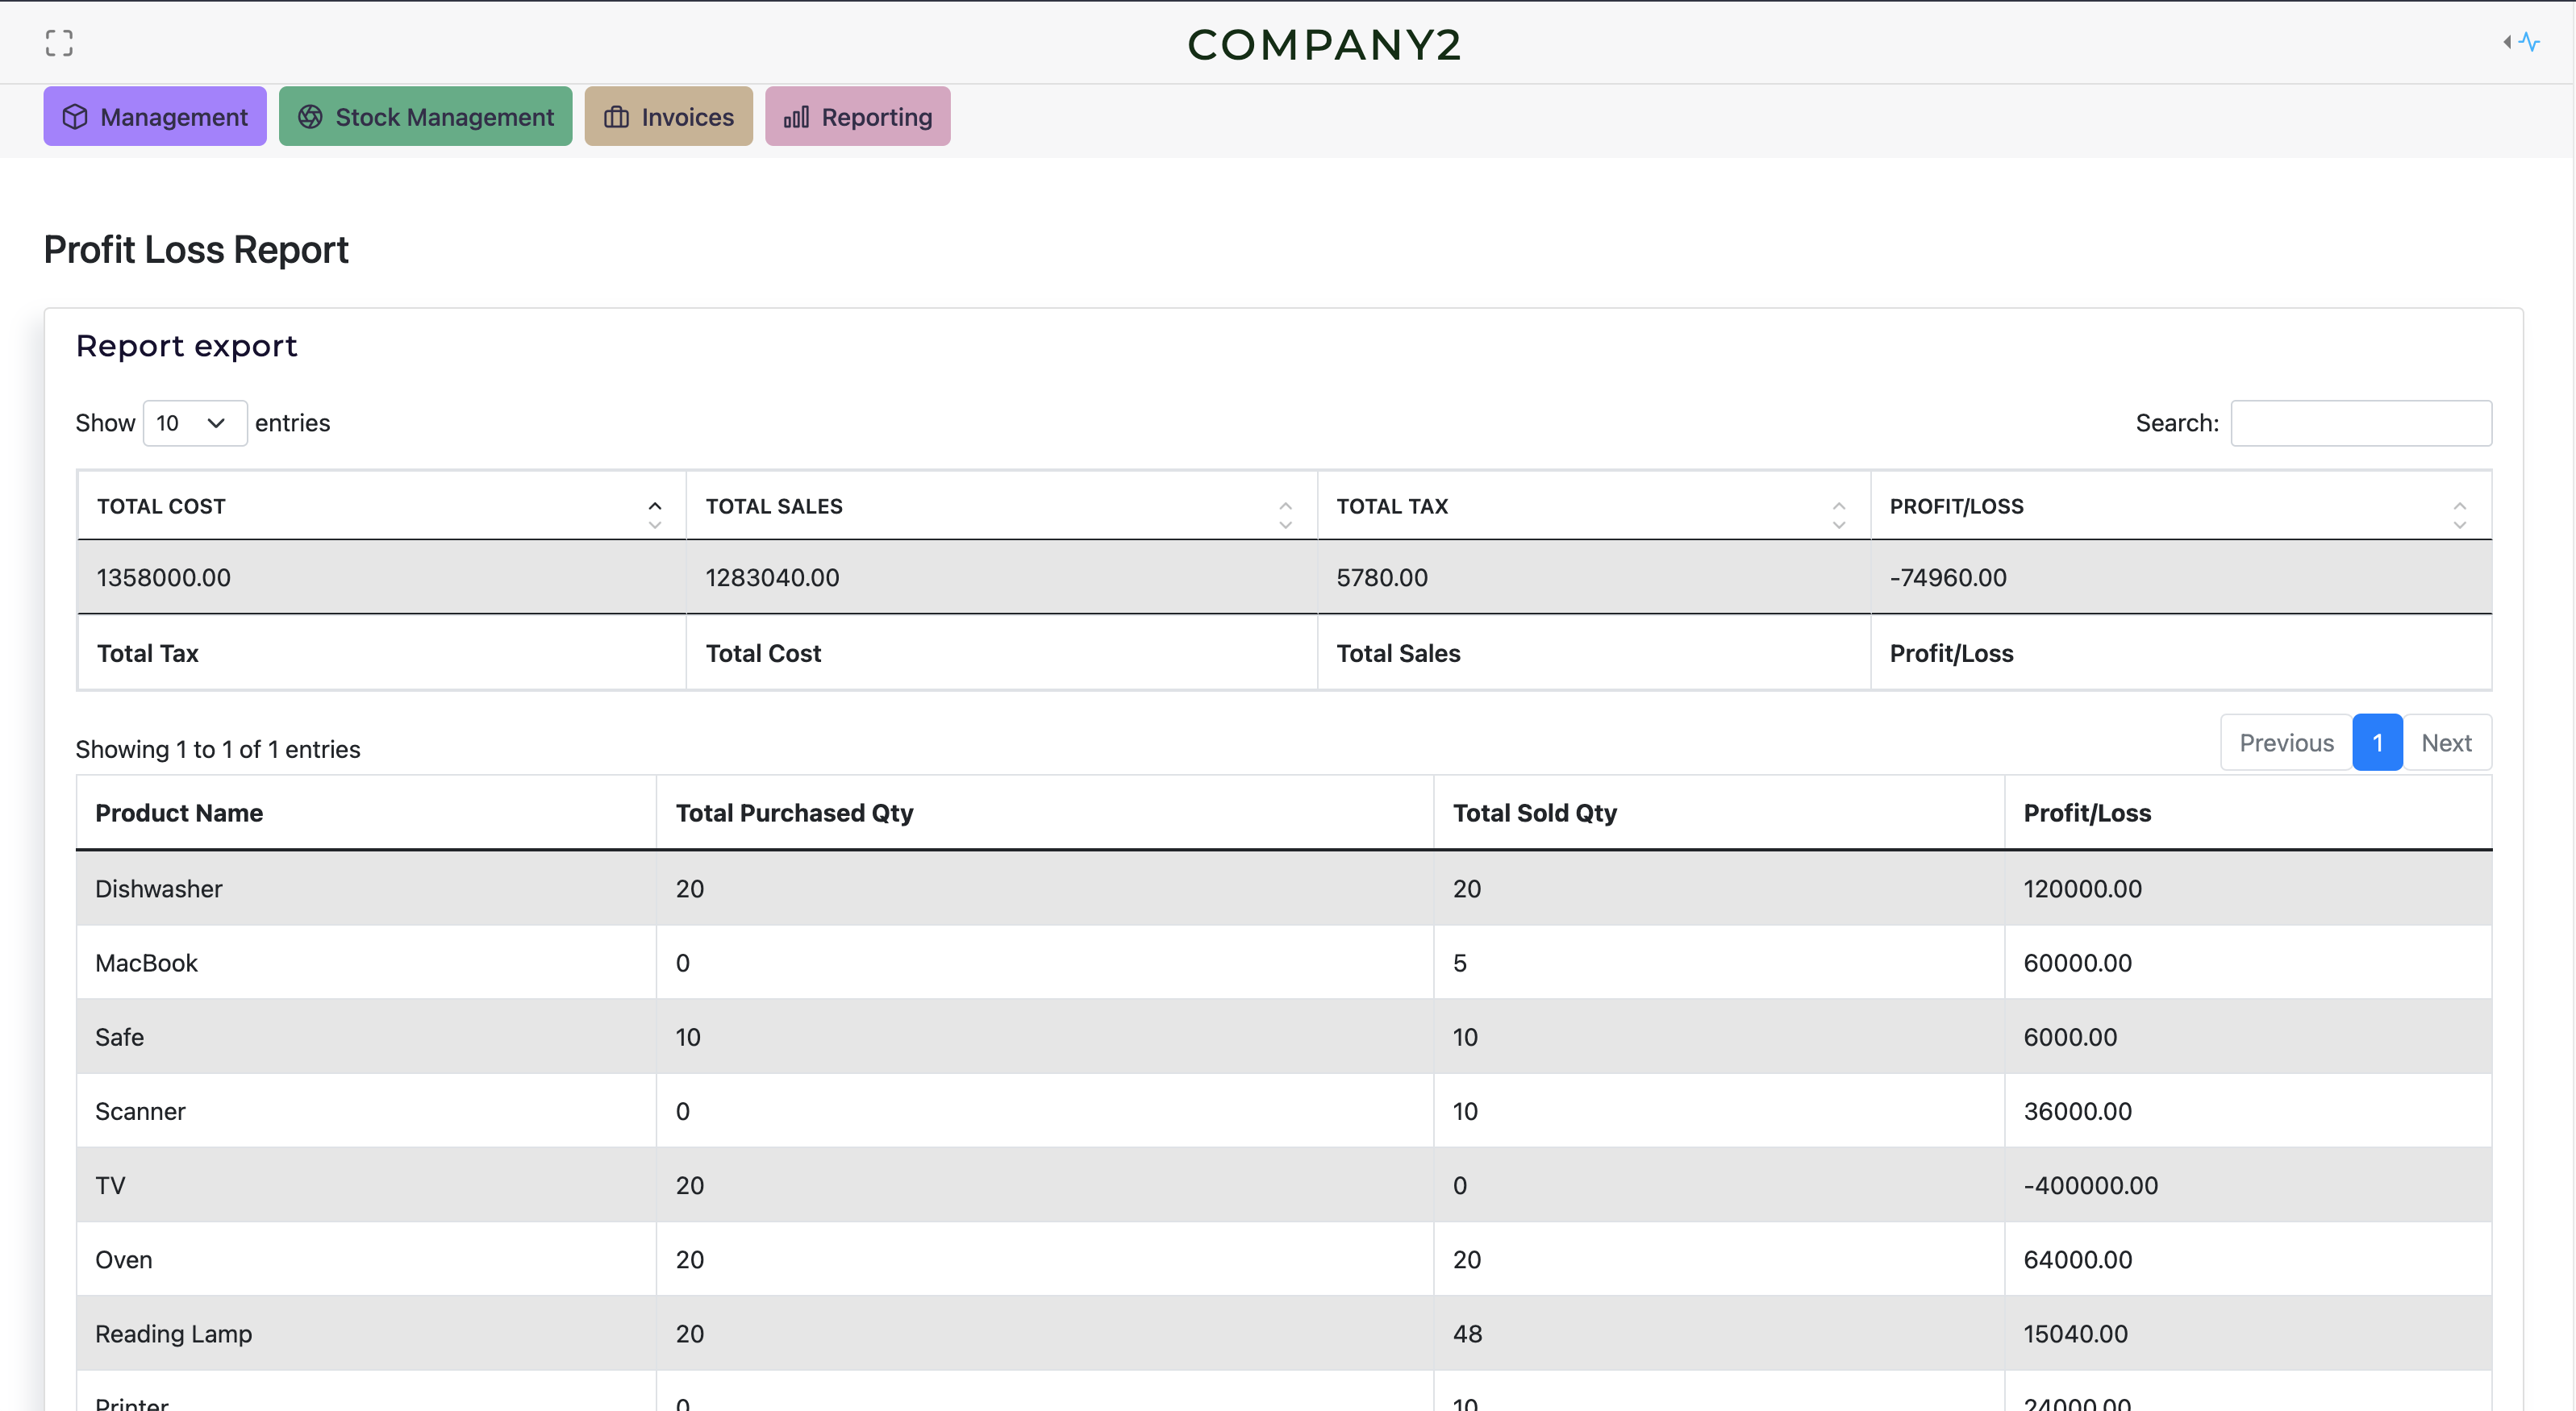 COMPANY2
Management Stock Management Invoices Reporting
Profit Loss Report
Report export
Show 10 entries Search:
TOTAL COST TOTAL SALES TOTAL TAX PROFIT/LOSS
1358000.00 1283040.00 5780.00 -74960.00
Total Tax Total Cost Total Sales Profit/Loss
Showing 1 to 1 of 1 entries Previous 1 Next
Product Name Total Purchased Qty Total Sold Qty Profit/Loss
Dishwasher 20 20 120000.00
MacBook 0 5 60000.00
Safe 10 10 6000.00
Scanner 0 10 36000.00
TV 20 0 -400000.00
Oven 20 20 64000.00
Reading Lamp 20 48 15040.00
Printer 0 10 24000.00